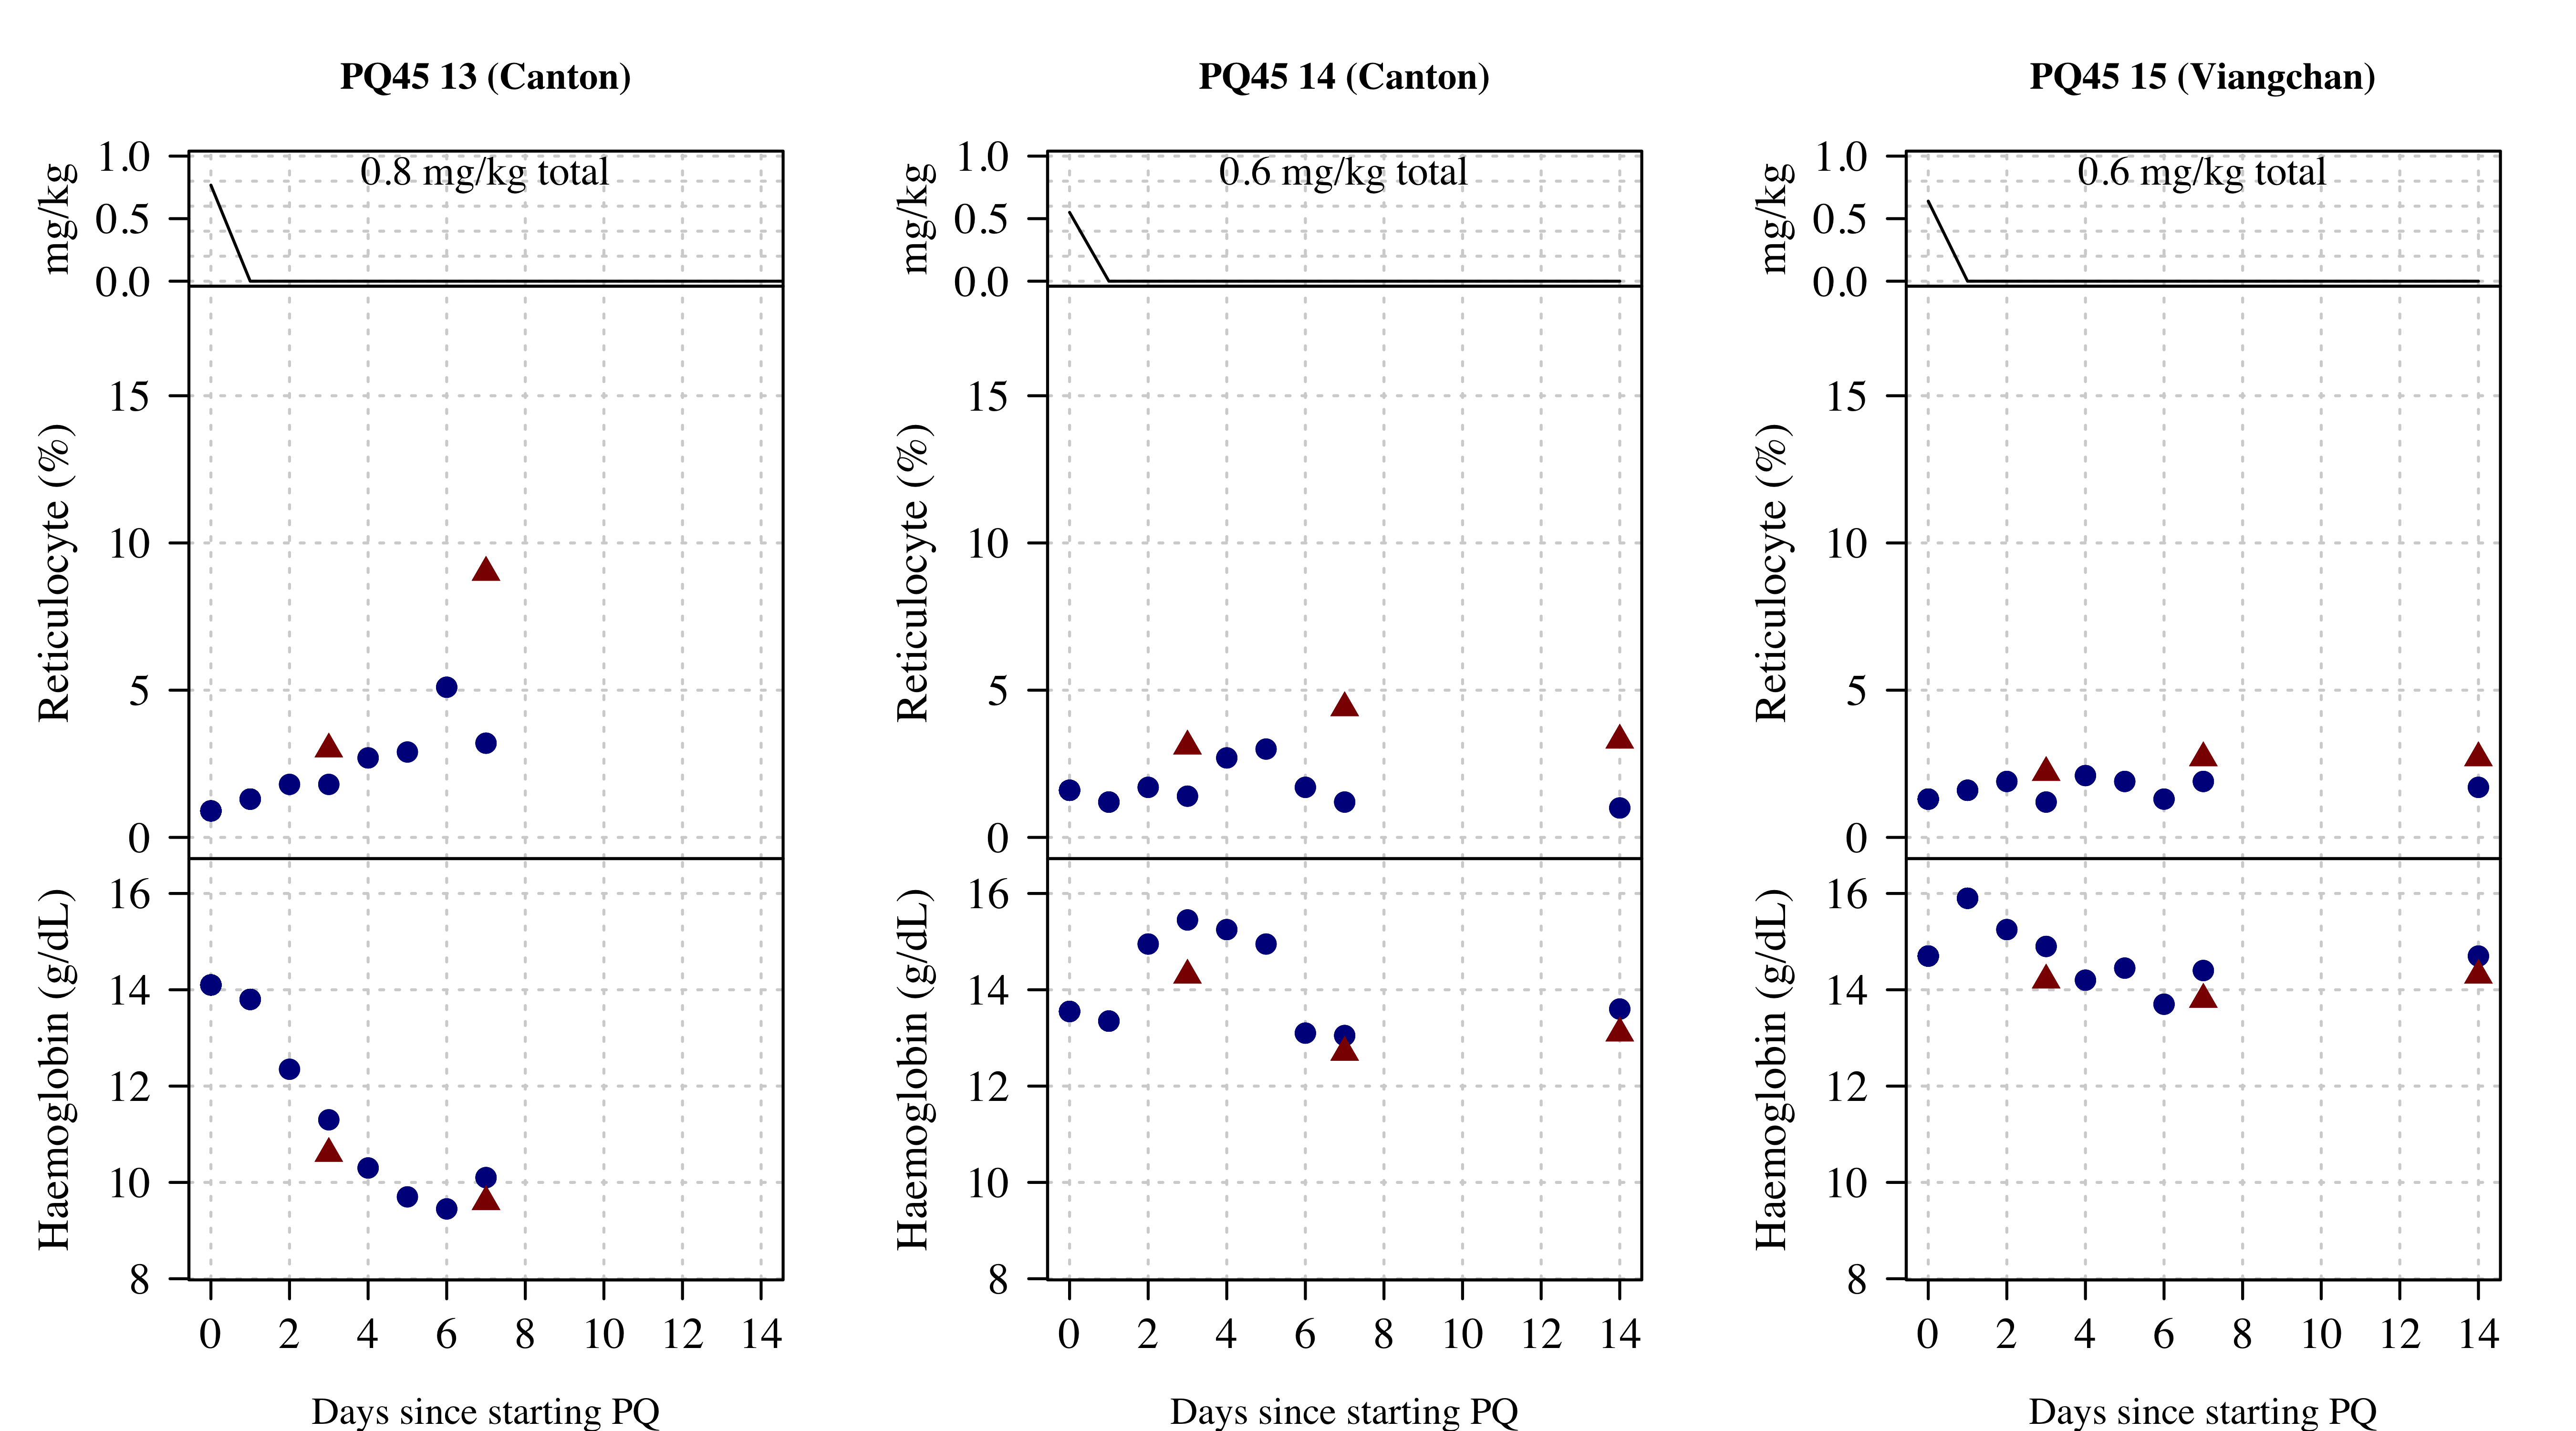 PQ45 13 (Canton)
mg/kg
1.0
0.5
0.0
0.8 mg/kg total
Reticulocyte (%)
15
10
5
0
Haemoglobin (g/dL)
16
14
12
10
8
0 2 4 6 8 10 12 14
Days since starting PQ
PQ45 14 (Canton)
mg/kg
1.0
0.5
0.0
0.6 mg/kg total
Reticulocyte (%)
15
10
5
0
Haemoglobin (g/dL)
16
14
12
10
8
0 2 4 6 8 10 12 14
Days since starting PQ
PQ45 15 (Viangchan)
mg/kg
1.0
0.5
0.0
0.6 mg/kg total
Reticulocyte (%)
15
10
5
0
Haemoglobin (g/dL)
16
14
12
10
8
0 2 4 6 8 10 12 14
Days since starting PQ